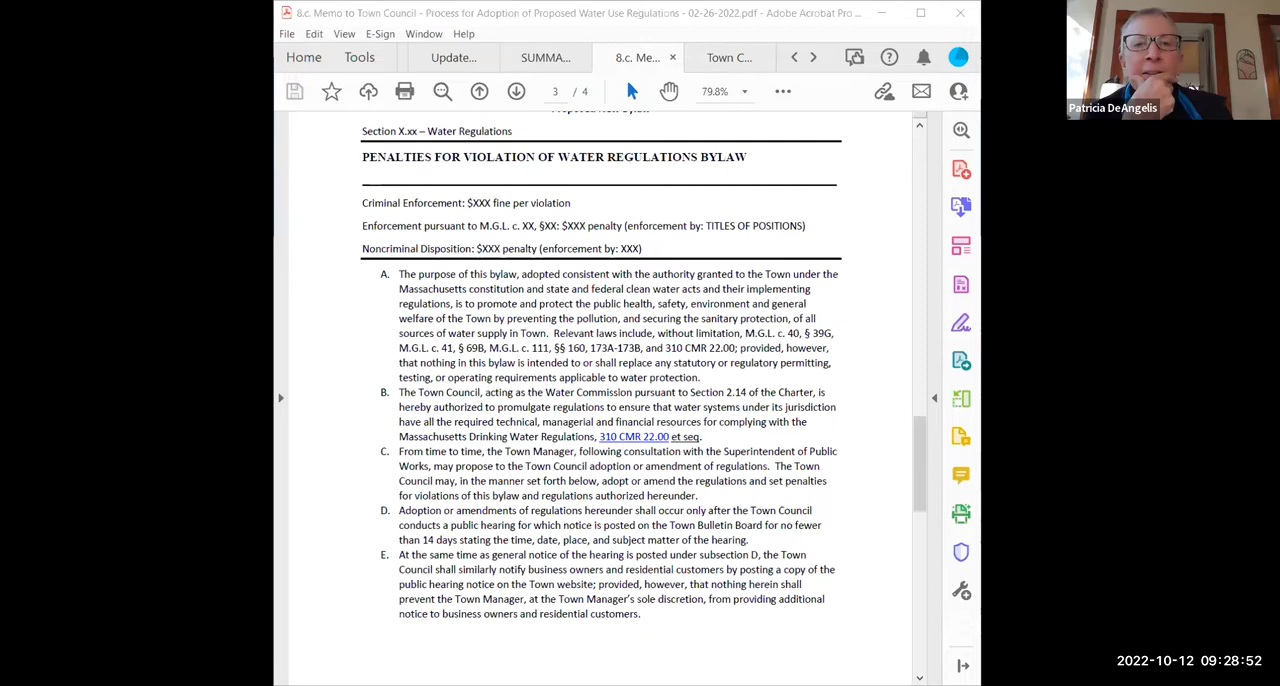 8.c. Memo to Town Council - Process for Adoption of Proposed Water Use Regulations - 02-26-2022.pdf - Adobe Acrobat Pro ...
File Edit View E-Sign Window Help
Home Tools Update... SUMMA... 8.c. Me... × Town C...
3 / 4 79.8%
Section X.xx – Water Regulations
PENALTIES FOR VIOLATION OF WATER REGULATIONS BYLAW
Criminal Enforcement: $XXX fine per violation
Enforcement pursuant to M.G.L. c. XX, §XX: $XXX penalty (enforcement by: TITLES OF POSITIONS)
Noncriminal Disposition: $XXX penalty (enforcement by: XXX)
A. The purpose of this bylaw, adopted consistent with the authority granted to the Town under the
Massachusetts constitution and state and federal clean water acts and their implementing
regulations, is to promote and protect the public health, safety, environment and general
welfare of the Town by preventing the pollution, and securing the sanitary protection, of all
sources of water supply in Town. Relevant laws include, without limitation, M.G.L. c. 40, § 39G,
M.G.L. c. 41, § 69B, M.G.L. c. 111, §§ 160, 173A-173B, and 310 CMR 22.00; provided, however,
that nothing in this bylaw is intended to or shall replace any statutory or regulatory permitting,
testing, or operating requirements applicable to water protection.
B. The Town Council, acting as the Water Commission pursuant to Section 2.14 of the Charter, is
hereby authorized to promulgate regulations to ensure that water systems under its jurisdiction
have all the required technical, managerial and financial resources for complying with the
Massachusetts Drinking Water Regulations, 310 CMR 22.00 et seq.
C. From time to time, the Town Manager, following consultation with the Superintendent of Public
Works, may propose to the Town Council adoption or amendment of regulations. The Town
Council may, in the manner set forth below, adopt or amend the regulations and set penalties
for violations of this bylaw and regulations authorized hereunder.
D. Adoption or amendments of regulations hereunder shall occur only after the Town Council
conducts a public hearing for which notice is posted on the Town Bulletin Board for no fewer
than 14 days stating the time, date, place, and subject matter of the hearing.
E. At the same time as general notice of the hearing is posted under subsection D, the Town
Council shall similarly notify business owners and residential customers by posting a copy of the
public hearing notice on the Town website; provided, however, that nothing herein shall
prevent the Town Manager, at the Town Manager's sole discretion, from providing additional
notice to business owners and residential customers.
Patricia DeAngelis
2022-10-12 09:28:52